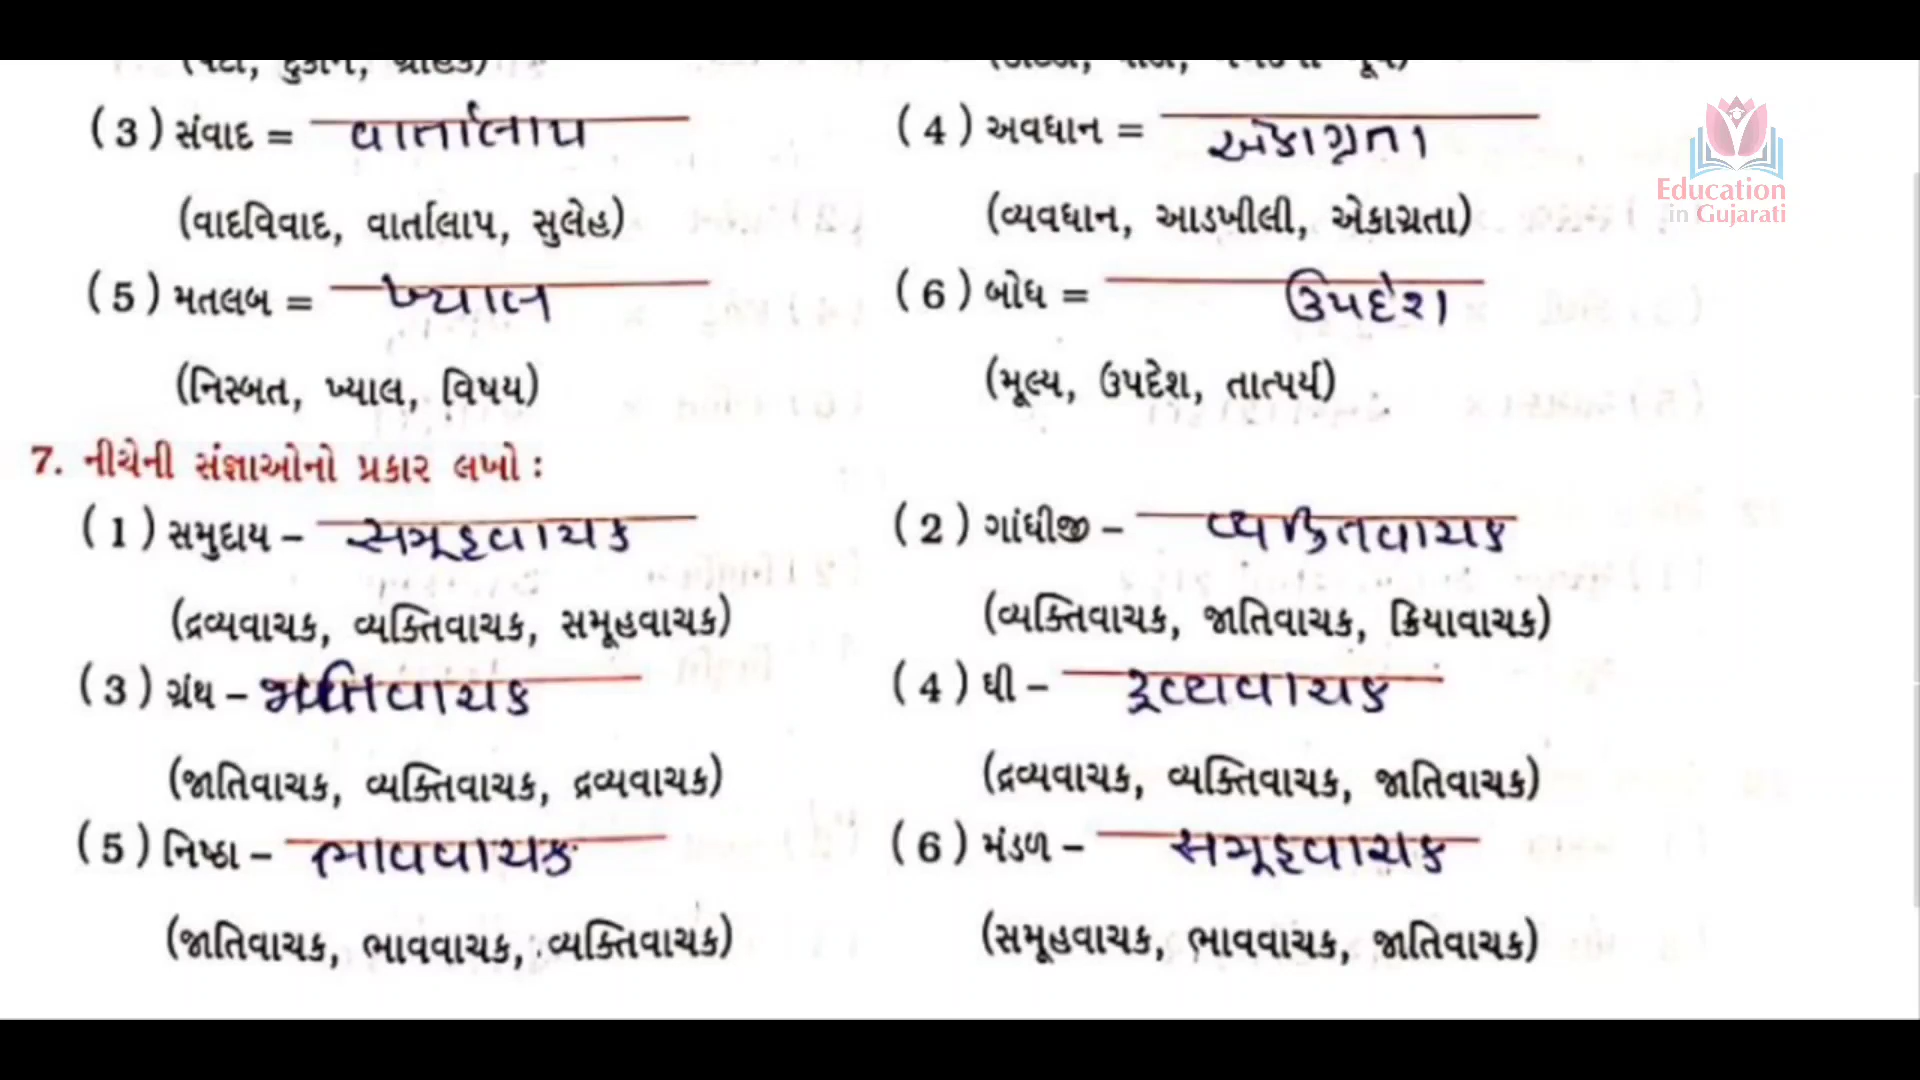 (3) સંવાદ = વાર્તાલાપ (4) અવધાન = એકાગ્રતા
(વાદવિવાદ, વાર્તાલાપ, સુલેહ) (વ્યવધાન, આડખીલી, એકાગ્રતા)
(5) મતલબ = ખ્યાલ (6) બોધ = ઉપદેશ
(નિસ્બત, ખ્યાલ, વિષય) (મૂલ્ય, ઉપદેશ, તાત્પર્ય)
7. નીચેની સંજ્ઞાઓનો પ્રકાર લખો :
(1) સમુદાય – સમૂહવાચક (2) ગાંધીજી – વ્યક્તિવાચક
(દ્રવ્યવાચક, વ્યક્તિવાચક, સમૂહવાચક) (વ્યક્તિવાચક, જાતિવાચક, ક્રિયાવાચક)
(3) ગ્રંથ – જાતિવાચક (4) ઘી – દ્રવ્યવાચક
(જાતિવાચક, વ્યક્તિવાચક, દ્રવ્યવાચક) (દ્રવ્યવાચક, વ્યક્તિવાચક, જાતિવાચક)
(5) નિષ્ઠા – ભાવવાચક (6) મંડળ – સમૂહવાચક
(જાતિવાચક, ભાવવાચક, વ્યક્તિવાચક) (સમૂહવાચક, ભાવવાચક, જાતિવાચક)
Education
in Gujarati